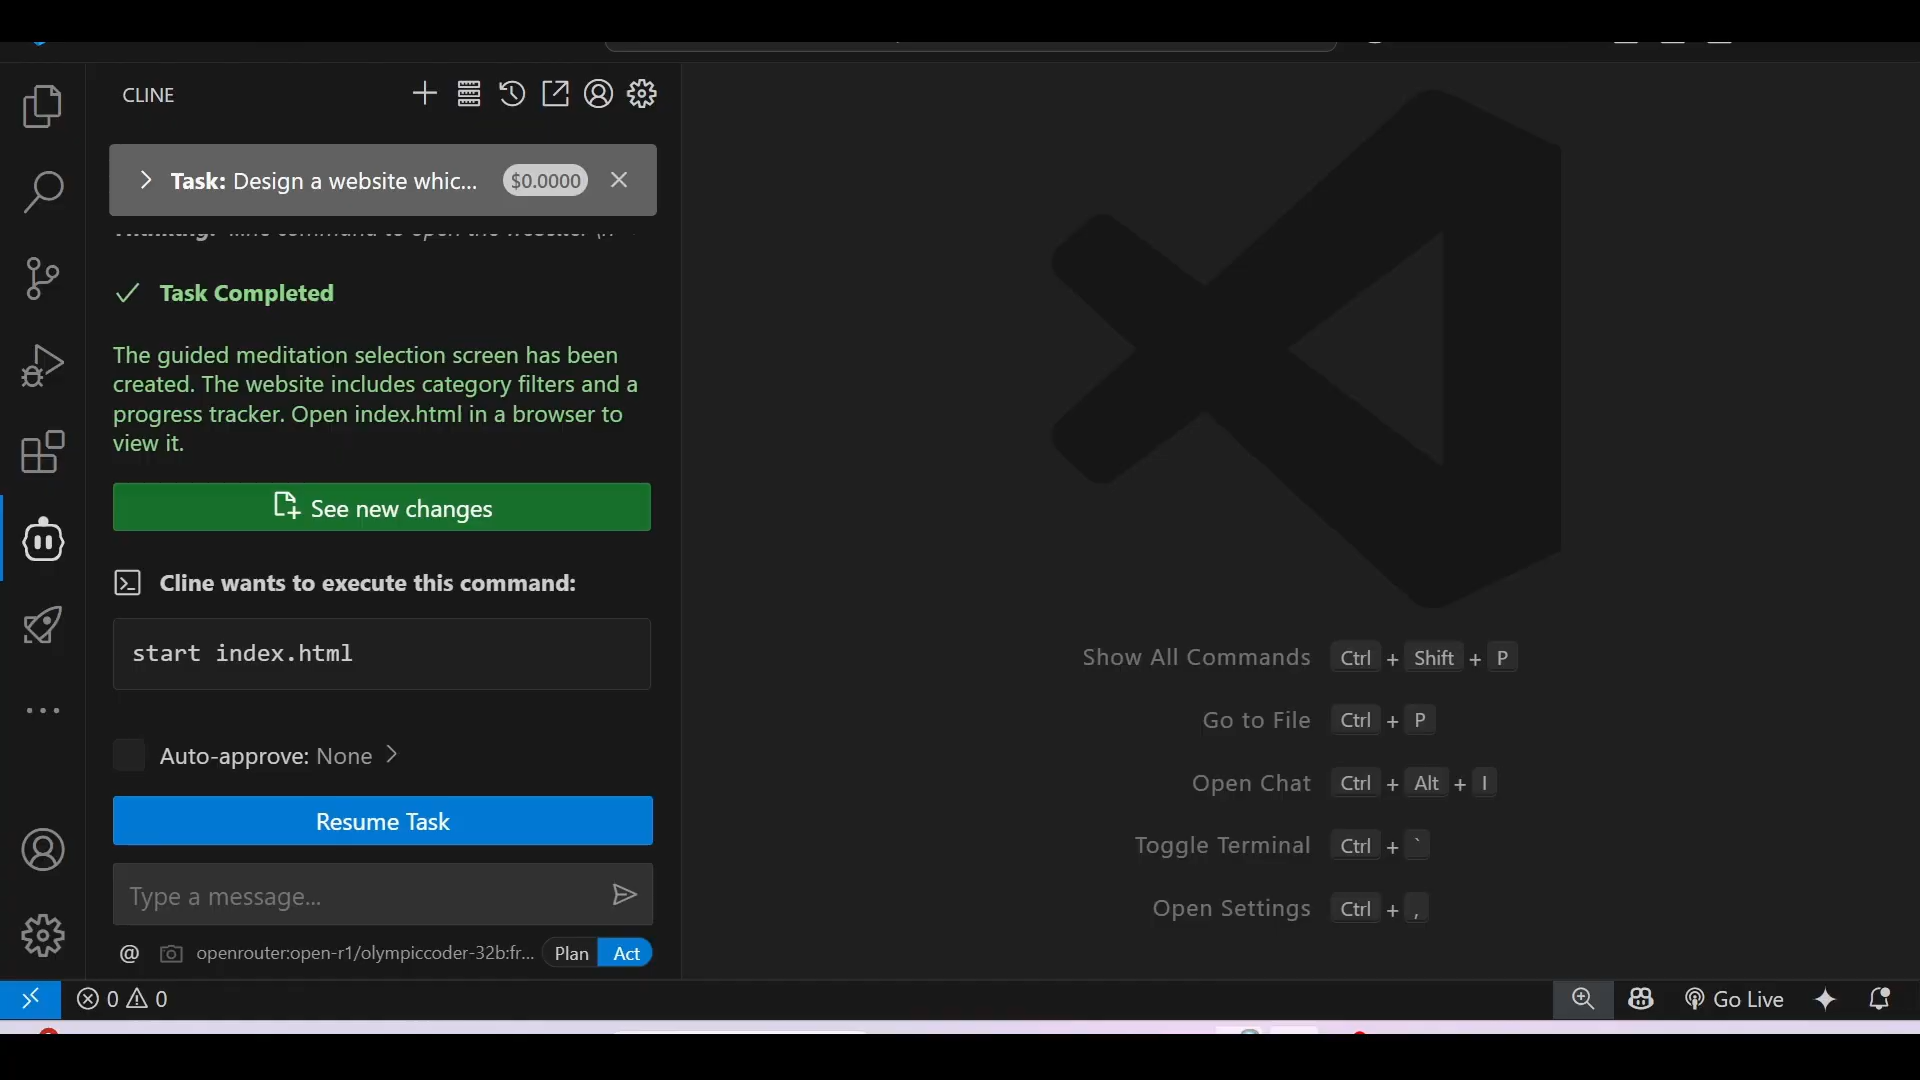 CLINE
Task: Design a website whic... $0.0000
Task Completed
The guided meditation selection screen has been
created. The website includes category filters and a
progress tracker. Open index.html in a browser to
view it.
See new changes
Cline wants to execute this command:
start index.html
Auto-approve: None
Resume Task
Type a message...
@ openrouter:open-r1/olympiccoder-32b:fr... Plan Act
Show All Commands Ctrl + Shift + P
Go to File Ctrl + P
Open Chat Ctrl + Alt + I
Toggle Terminal Ctrl + `
Open Settings Ctrl + ,
0 0 Go Live